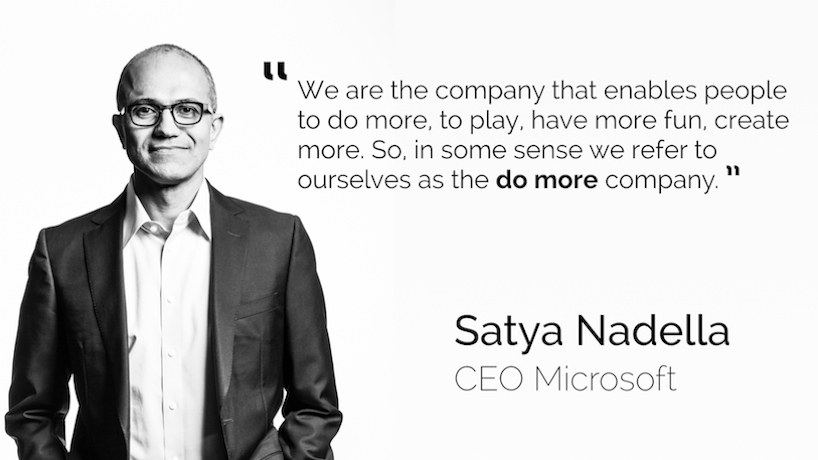 “ We are the company that enables people
to do more, to play, have more fun, create
more. So, in some sense we refer to
ourselves as the do more company. ”
Satya Nadella
CEO Microsoft